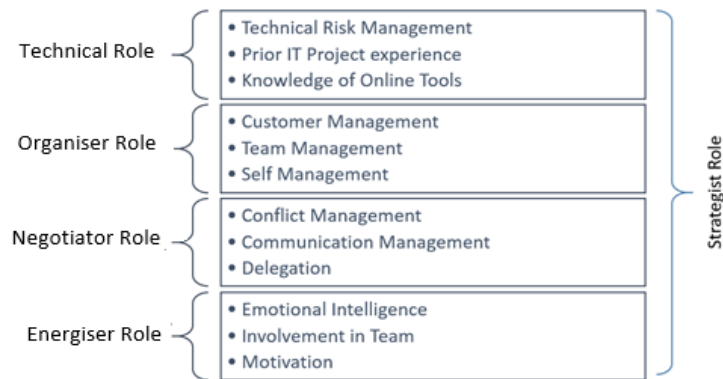 Technical Role
• Technical Risk Management
• Prior IT Project experience
• Knowledge of Online Tools
Organiser Role
• Customer Management
• Team Management
• Self Management
Negotiator Role
• Conflict Management
• Communication Management
• Delegation
Energiser Role
• Emotional Intelligence
• Involvement in Team
• Motivation
Strategist Role